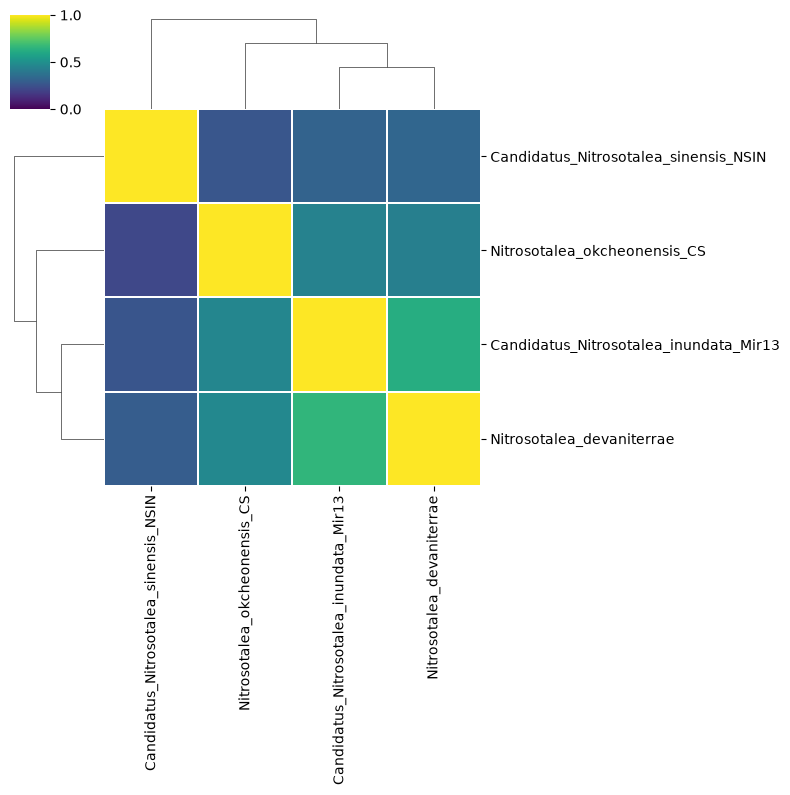 1.0
0.5
0.0
Candidatus_Nitrosotalea_sinensis_NSIN
Nitrosotalea_okcheonensis_CS
Candidatus_Nitrosotalea_inundata_Mir13
Nitrosotalea_devaniterrae
Candidatus_Nitrosotalea_sinensis_NSIN
Nitrosotalea_okcheonensis_CS
Candidatus_Nitrosotalea_inundata_Mir13
Nitrosotalea_devaniterrae